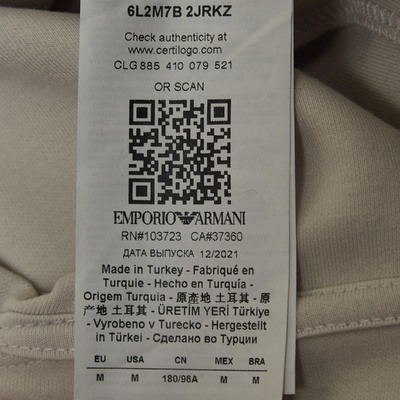 6L2M7B 2JRKZ
Check authenticity at
www.certilogo.com
CLG 885 410 079 521
OR SCAN
EMPORIO ARMANI
RN#103723 CA#37360
ДАТА ВЫПУСКА 12/2021
Made in Turkey - Fabriqué en
Turquie - Hecho en Turquía -
Origem Turquia - 原產地 土耳其 - 原
产地 土耳其 - ÜRETİM YERİ Türkiye
- Vyrobeno v Turecko - Hergestellt
in Türkei - Сделано во Турции
EU USA CN MEX BRA
M M 180/96A M M